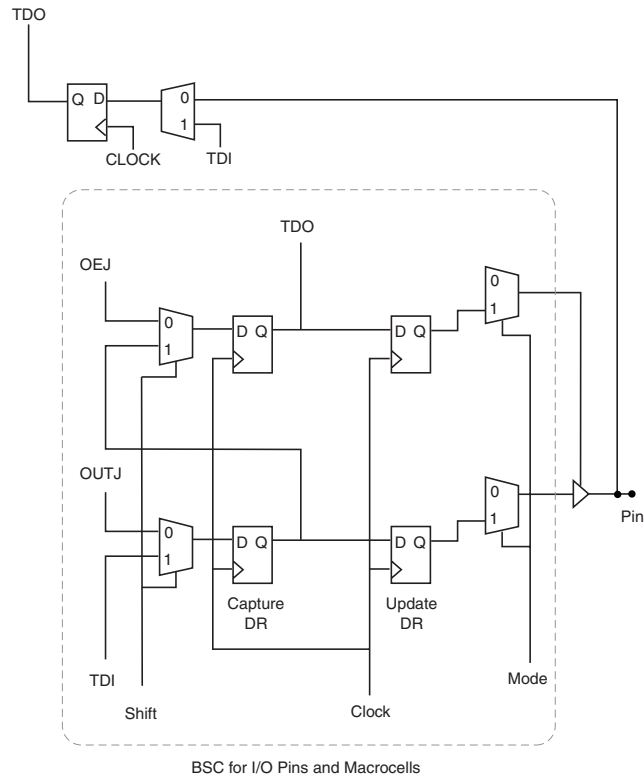 TDO
Q D
0
1
CLOCK
TDI
TDO
OEJ
0
1
D Q
D Q
0
1
OUTJ
0
1
D Q
D Q
0
1
Pin
Capture
DR
Update
DR
TDI
Shift
Clock
Mode
BSC for I/O Pins and Macrocells